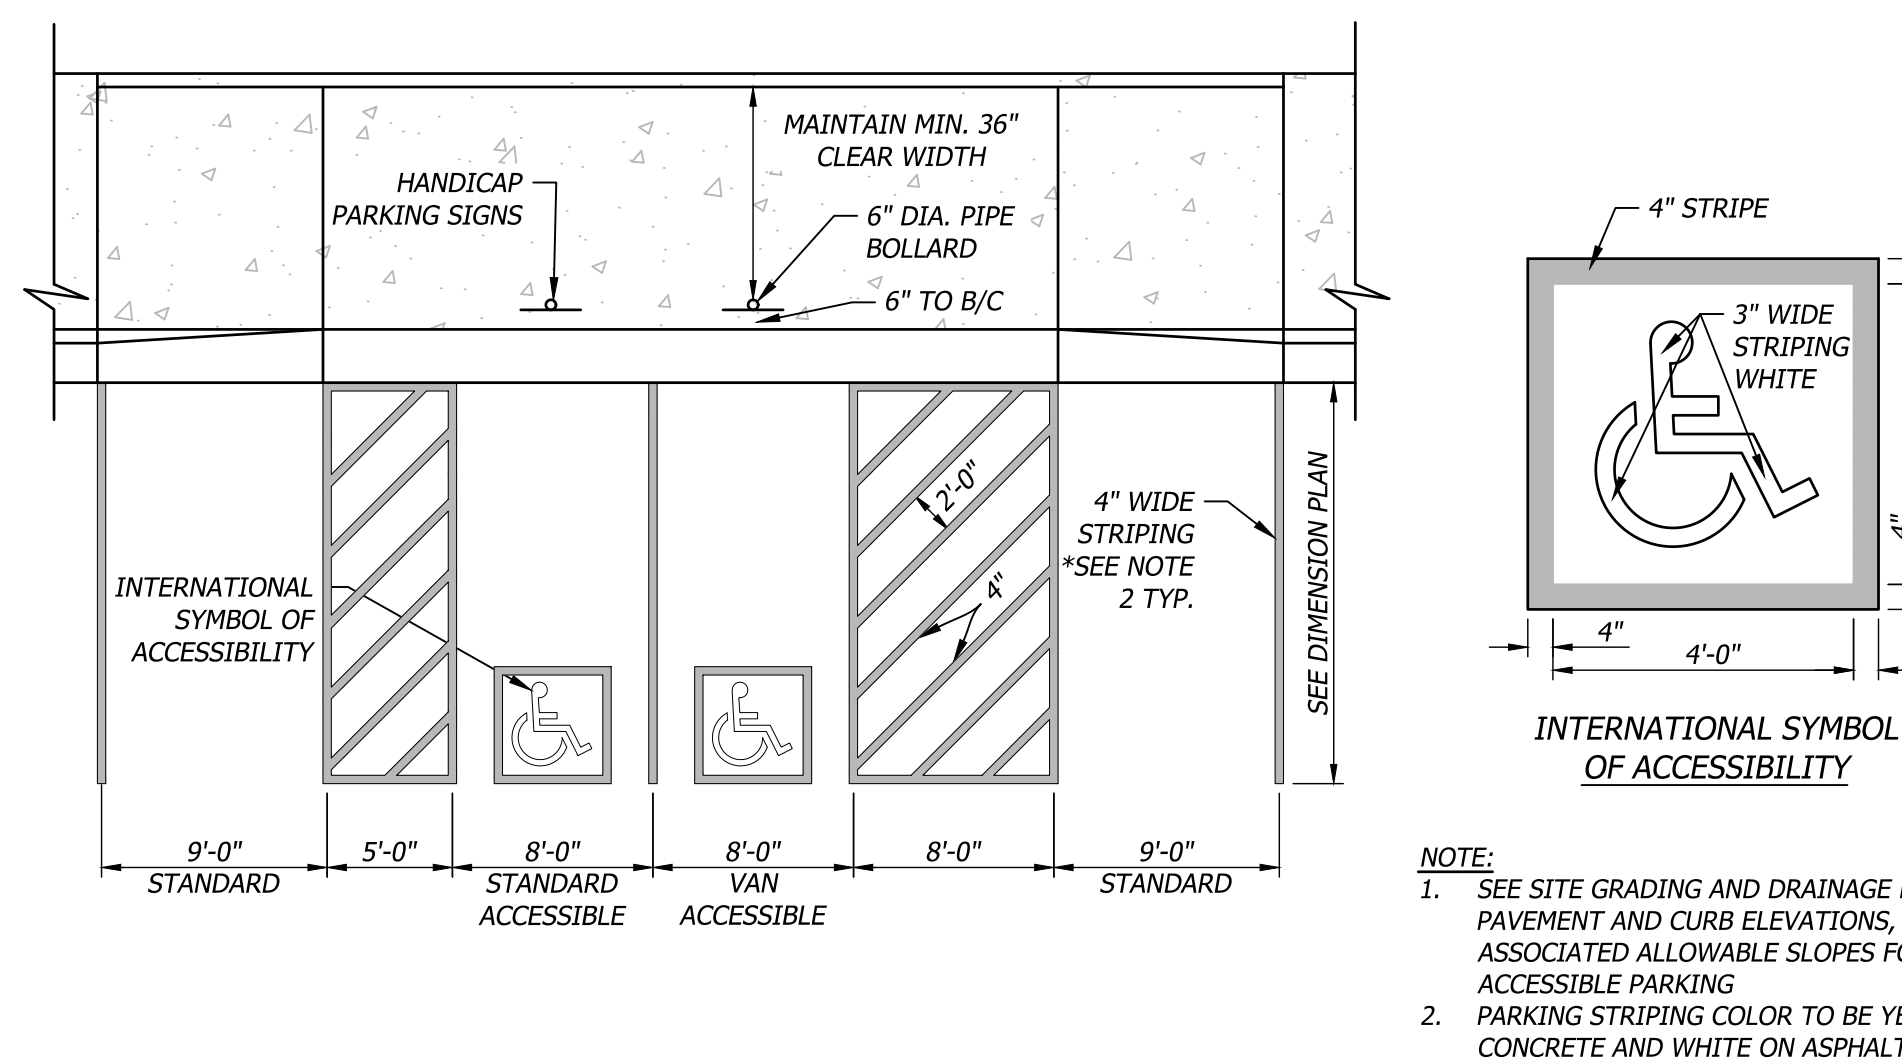 MAINTAIN MIN. 36"
CLEAR WIDTH
HANDICAP
PARKING SIGNS
6" DIA. PIPE
BOLLARD
6" TO B/C
2'-0"
4"
4" WIDE
STRIPING
*SEE NOTE
2 TYP.
SEE DIMENSION PLAN
INTERNATIONAL
SYMBOL OF
ACCESSIBILITY
9'-0"
STANDARD
5'-0"
8'-0"
STANDARD
ACCESSIBLE
8'-0"
VAN
ACCESSIBLE
8'-0"
9'-0"
STANDARD
4" STRIPE
3" WIDE
STRIPING
WHITE
4"
4'-0"
INTERNATIONAL SYMBOL
OF ACCESSIBILITY
NOTE:
1. SEE SITE GRADING AND DRAINAGE
PAVEMENT AND CURB ELEVATIONS,
ASSOCIATED ALLOWABLE SLOPES
ACCESSIBLE PARKING
2. PARKING STRIPING COLOR TO BE
CONCRETE AND WHITE ON ASPHALT